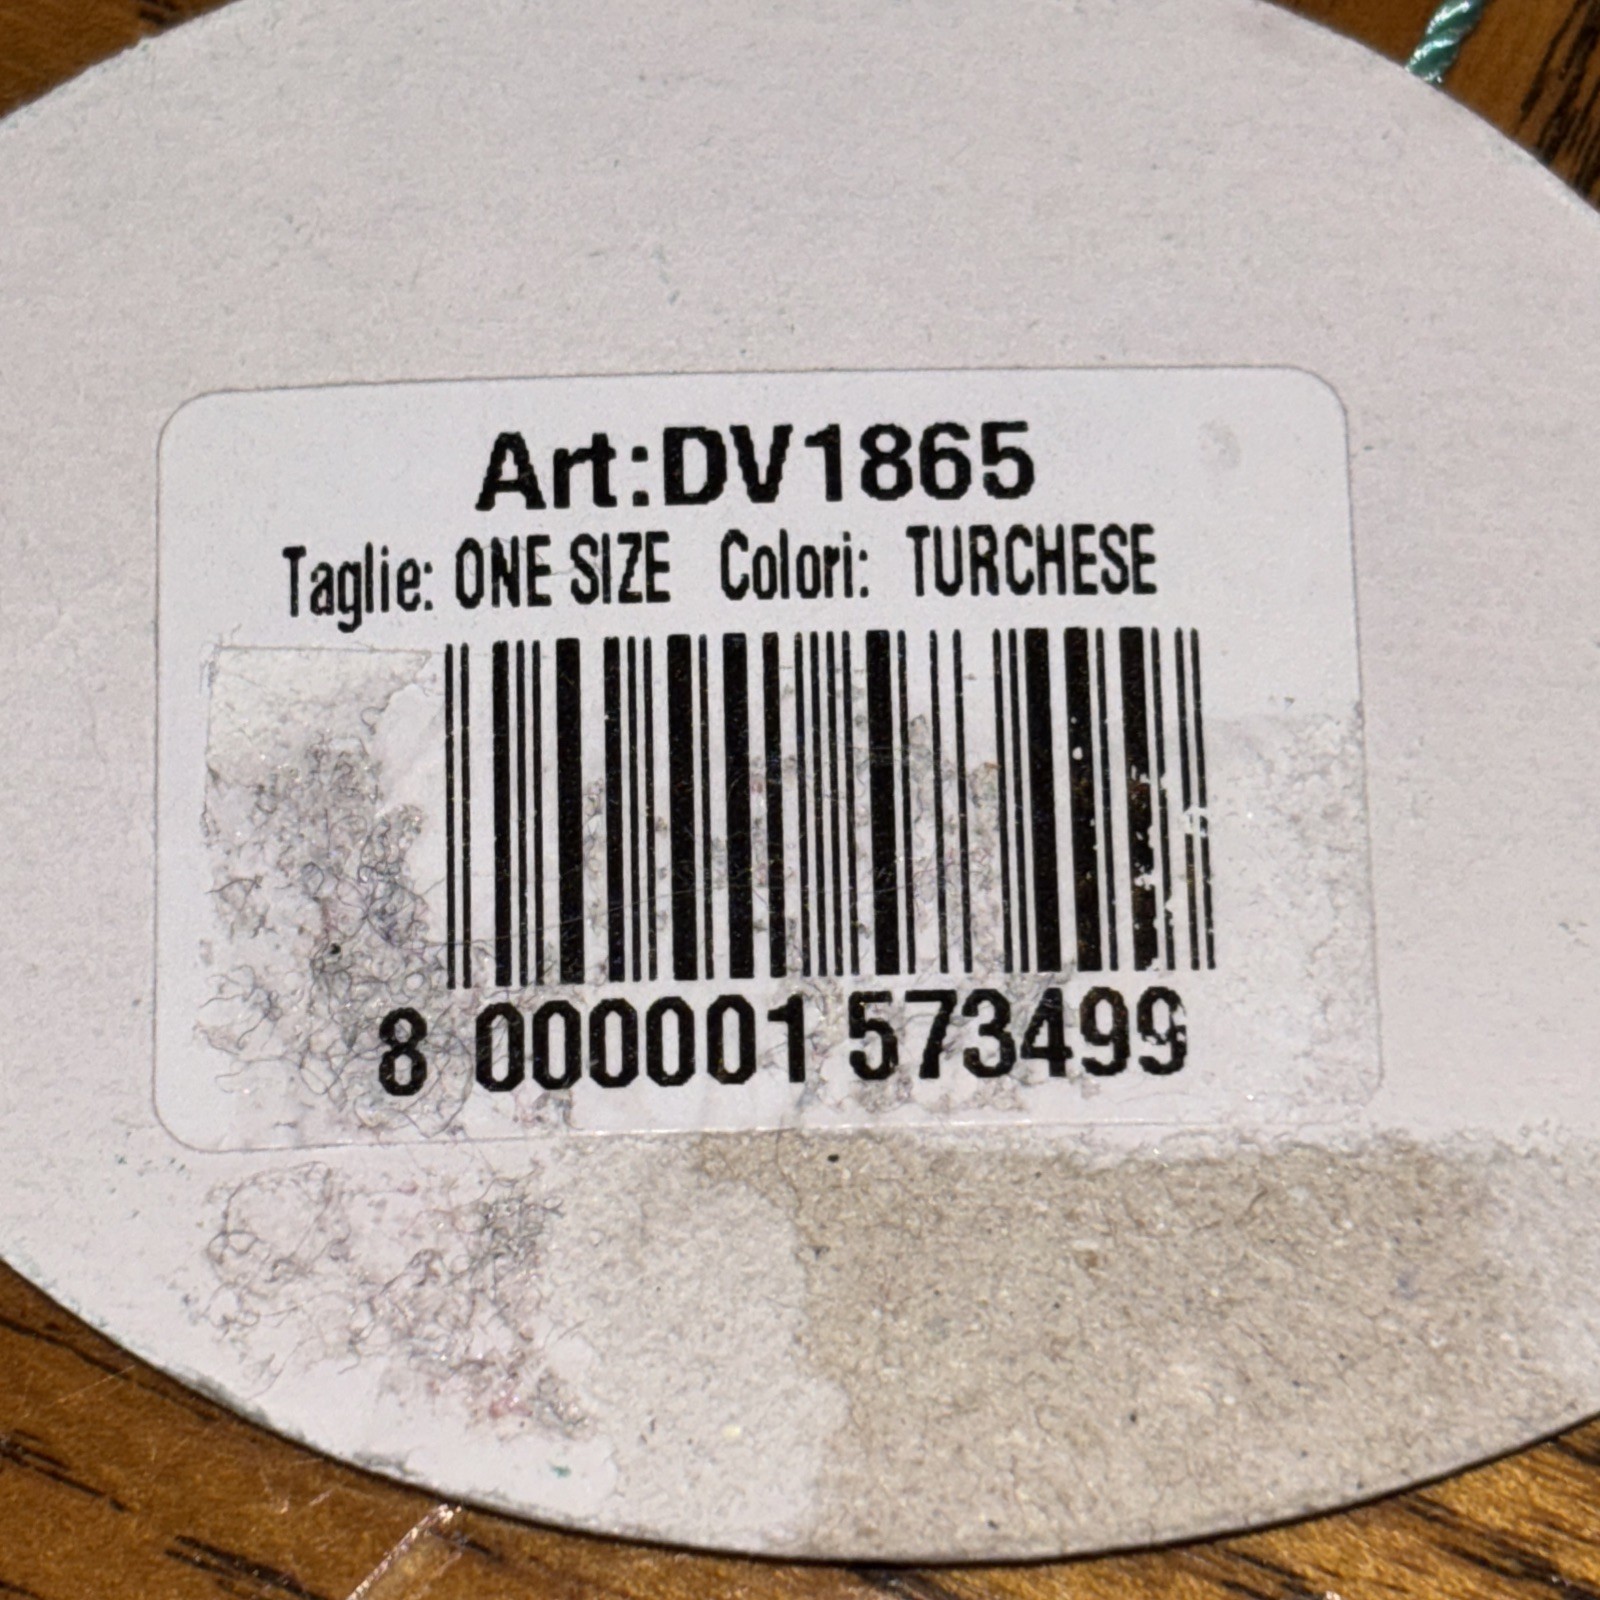 Art:DV1865
Taglie: ONE SIZE Colori: TURCHESE
8 000001 573499